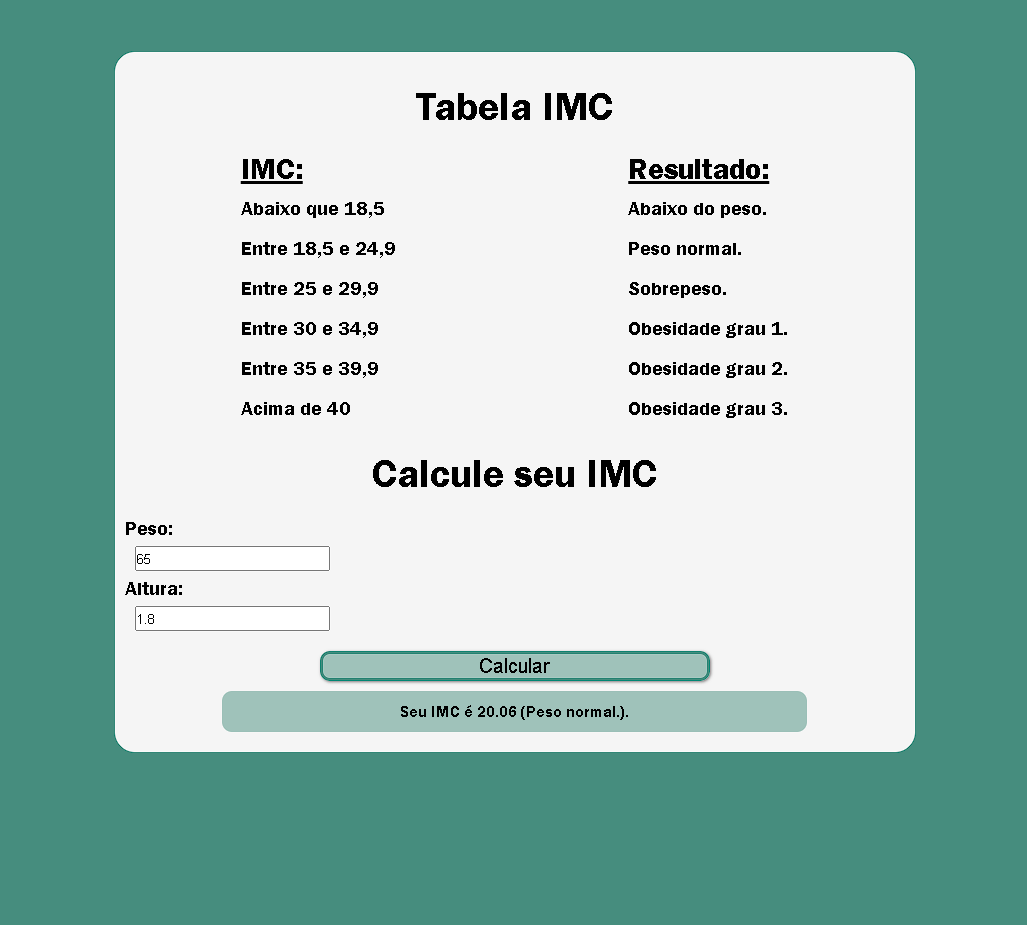 Tabela IMC
IMC: Resultado:
Abaixo que 18,5 Abaixo do peso.
Entre 18,5 e 24,9 Peso normal.
Entre 25 e 29,9 Sobrepeso.
Entre 30 e 34,9 Obesidade grau 1.
Entre 35 e 39,9 Obesidade grau 2.
Acima de 40 Obesidade grau 3.
Calcule seu IMC
Peso:
65
Altura:
1.8
Calcular
Seu IMC é 20.06 (Peso normal.).